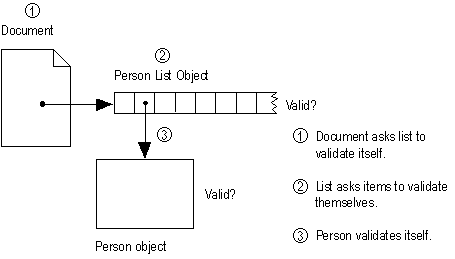 ①
Document
②
Person List Object
Valid?
③
Valid?
Person object
① Document asks list to
validate itself.
② List asks items to validate
themselves.
③ Person validates itself.